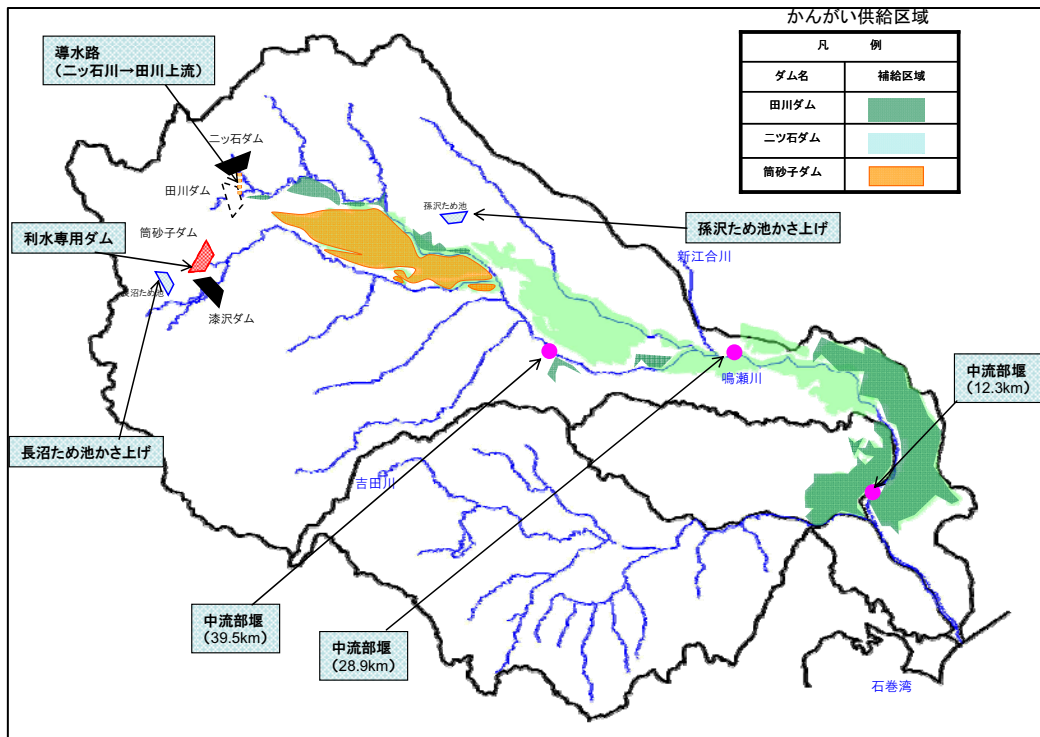 かんがい供給区域
凡 例
ダム名 補給区域
田川ダム
二ツ石ダム
筒砂子ダム
導水路
(二ッ石川→田川上流)
二ッ石ダム
田川ダム
孫沢ため池
孫沢ため池かさ上げ
筒砂子ダム
利水専用ダム
新江合川
長沼ため池
漆沢ダム
鳴瀬川
中流部堰
(12.3km)
長沼ため池かさ上げ
吉田川
中流部堰
(39.5km)
中流部堰
(28.9km)
石巻湾